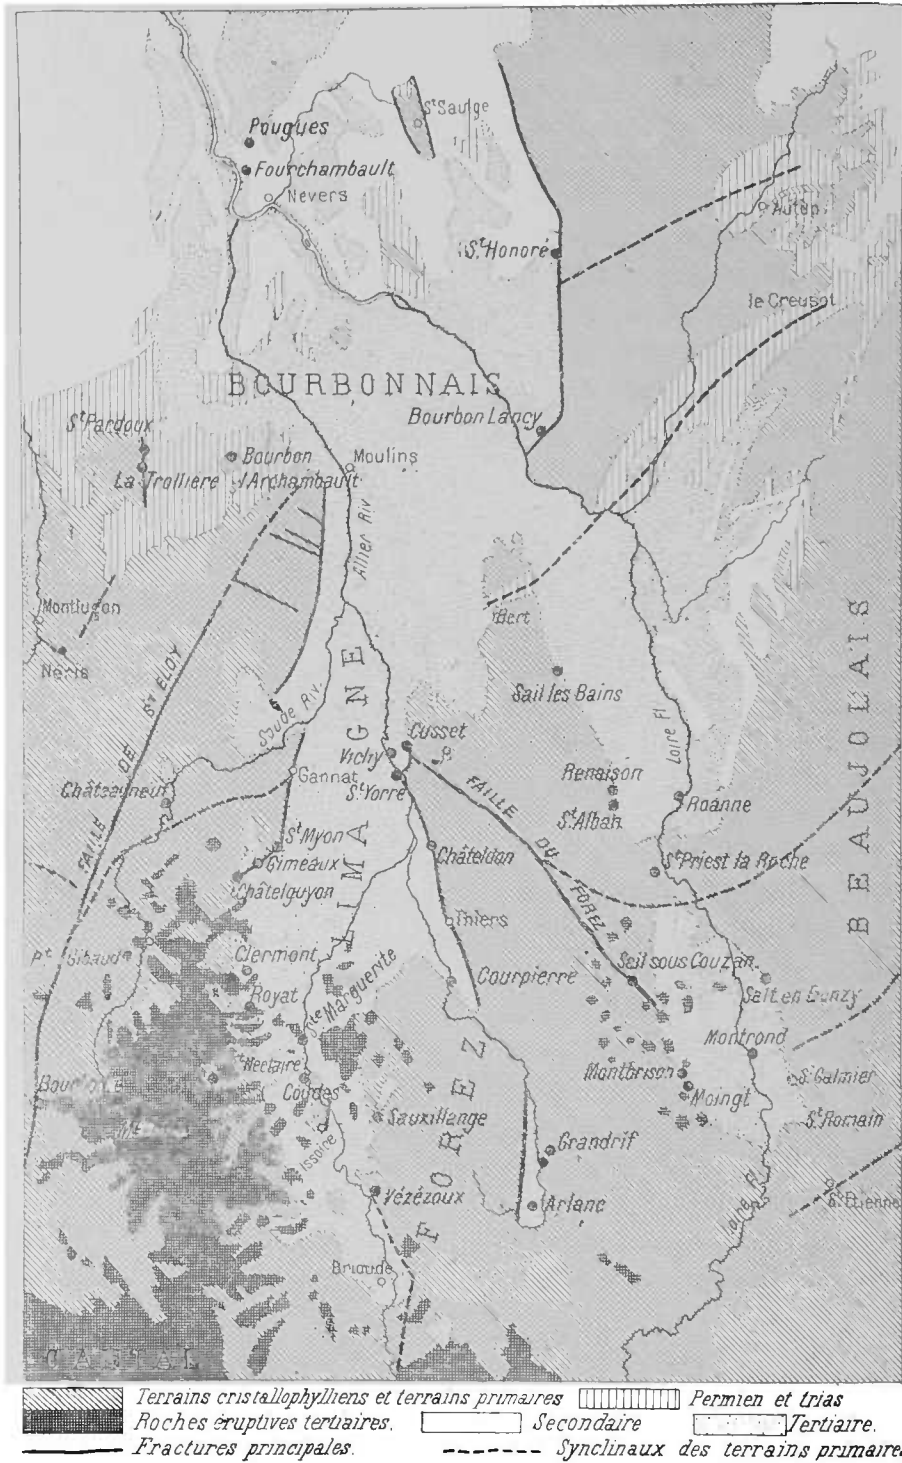 St Saulge
Pougues
Fourchambault
Nevers
Autun
St Honoré
le Creusot
BOURBONNAIS
St Pardoux
Bourbon Lancy
Bourbon
l'Archambault
Moulins
La Trollière
Allier Riv
Montluçon
Bert
Néris
FAILLE DE ST ELOY
Sail les Bains
Sioule Riv.
LIMAGNE
Loire Fl
BEAUJOLAIS
Cusset
Vichy
Gannat
St Yorre
FAILLE DU FOREZ
Renaison
Châteauneuf
Roanne
St Alban
St Myon
Gimeaux
Châteldon
St Priest la Roche
Châtelguyon
Thiers
Pt Gibaud
Clermont
Ste Marguerite
Courpierre
Sail sous Couzan
Royat
Salt en Donzy
Montrond
St Nectaire
Montbrison
St Galmier
Coudes
Moingt
Sauxillange
St Romain
FOREZ
Issoire
Grandrif
Vézézoux
Arlanc
St Etienne
Loire Fl.
Brioude
CANTAL
Terrains cristallophylliens et terrains primaires
Permien et trias
Roches éruptives tertiaires.
Secondaire
Tertiaire.
Fractures principales.
Synclinaux des terrains primaires